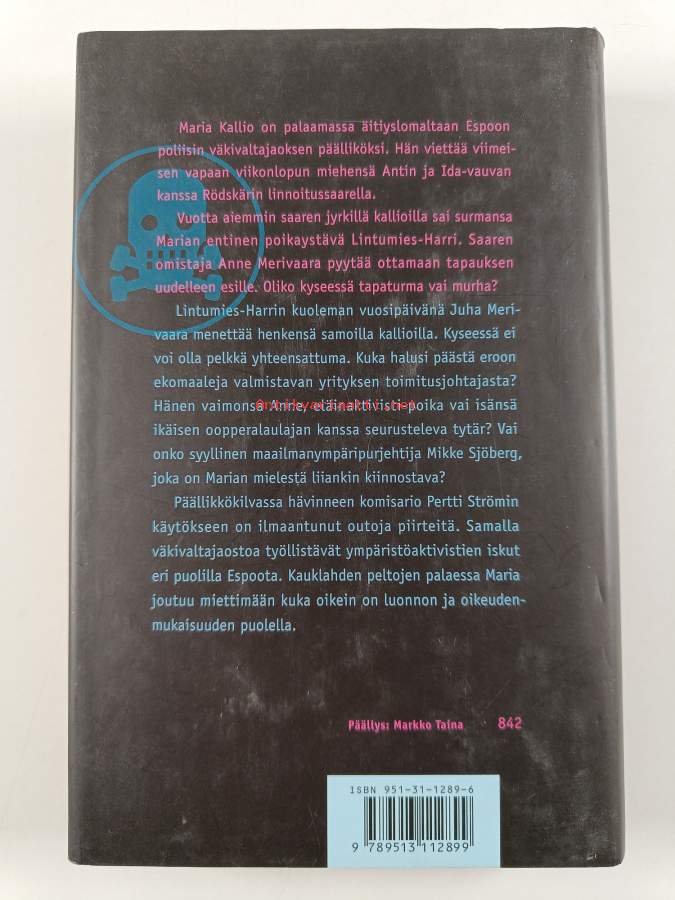 Maria Kallio on palaamassa äitiyslomaltaan Espoon
poliisin väkivaltajaoksen päälliköksi. Hän viettää viimei-
sen vapaan viikonlopun miehensä Antin ja Ida-vauvan
kanssa Rödskärin linnoitussaarella.
Vuotta aiemmin saaren jyrkillä kallioilla sai surmansa
Marian entinen poikaystävä Lintumies-Harri. Saaren
omistaja Anne Merivaara pyytää ottamaan tapauksen
uudelleen esille. Oliko kyseessä tapaturma vai murha?
Lintumies-Harrin kuoleman vuosipäivänä Juha Meri-
vaara menettää henkensä samoilla kallioilla. Kyseessä ei
voi olla pelkkä yhteensattuma. Kuka halusi päästä eroon
ekomaaleja valmistavan yrityksen toimitusjohtajasta?
Hänen vaimonsa Anne, eläinaktivisti-poika vai isänsä
ikäisen oopperalaulajan kanssa seurusteleva tytär? Vai
onko syyllinen maailmanympäripurjehtija Mikke Sjöberg,
joka on Marian mielestä liiankin kiinnostava?
Päällikkökilvassa hävinneen komisario Pertti Strömin
käytökseen on ilmaantunut outoja piirteitä. Samalla
väkivaltajaostoa työllistävät ympäristöaktivistien iskut
eri puolilla Espoota. Kauklahden peltojen palaessa Maria
joutuu miettimään kuka oikein on luonnon ja oikeuden-
mukaisuuden puolella.
Päällys: Markko Taina 842
ISBN 951-31-1289-6
9 789513 112899